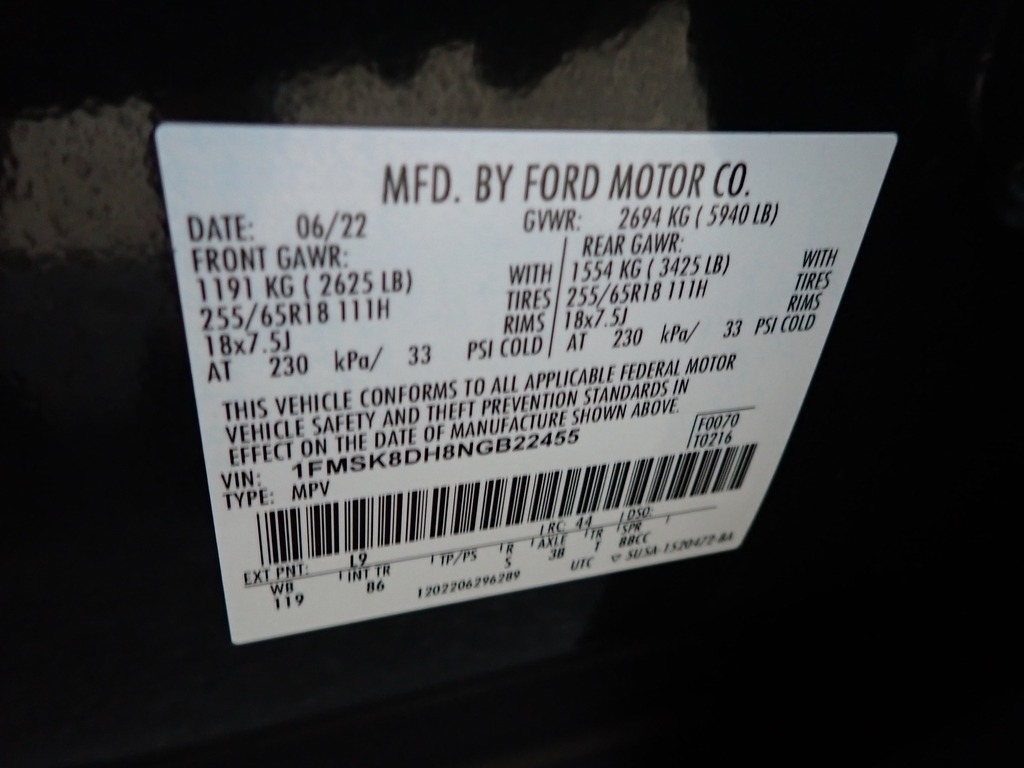 MFD. BY FORD MOTOR CO.
DATE: 06/22 GVWR: 2694 KG ( 5940 LB)
FRONT GAWR: REAR GAWR:
1191 KG ( 2625 LB) WITH 1554 KG ( 3425 LB) WITH
255/65R18 111H TIRES 255/65R18 111H TIRES
18x7.5J RIMS 18x7.5J RIMS
AT 230 kPa/ 33 PSI COLD AT 230 kPa/ 33 PSI COLD
THIS VEHICLE CONFORMS TO ALL APPLICABLE FEDERAL MOTOR
VEHICLE SAFETY AND THEFT PREVENTION STANDARDS IN
EFFECT ON THE DATE OF MANUFACTURE SHOWN ABOVE.
F0070
T0216
VIN: 1FMSK8DH8NGB22455
TYPE: MPV
EXT PNT: L9 RC: 44 DSO:
WB INT TR TP/PS R AXLE TR SPR
119 86 S 38 1 BBCC
1202206296289 UTC SUSA-1520472-BA